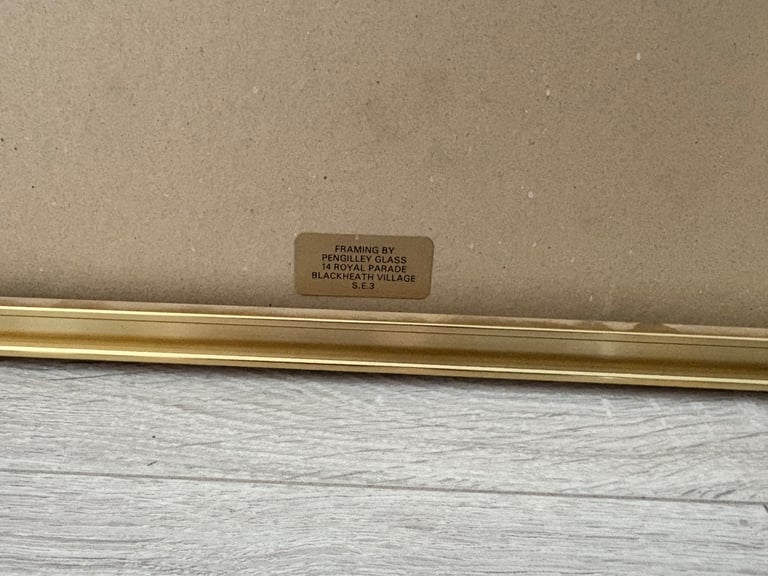 FRAMING BY
PENGILLEY GLASS
14 ROYAL PARADE
BLACKHEATH VILLAGE
S.E.3